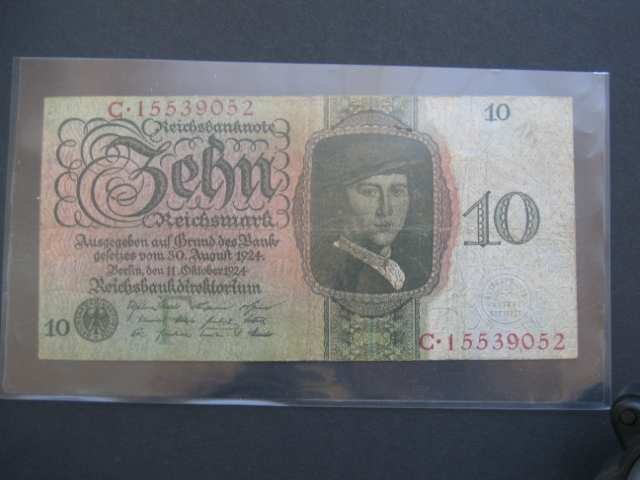 C·15539052
Reichsbanknote
10
Zehn
Reichsmark
10
Ausgegeben auf Grund des Bank-
gesetzes vom 30. August 1924.
Berlin, den 11. Oktober 1924
Reichsbankdirektorium
10
C·15539052